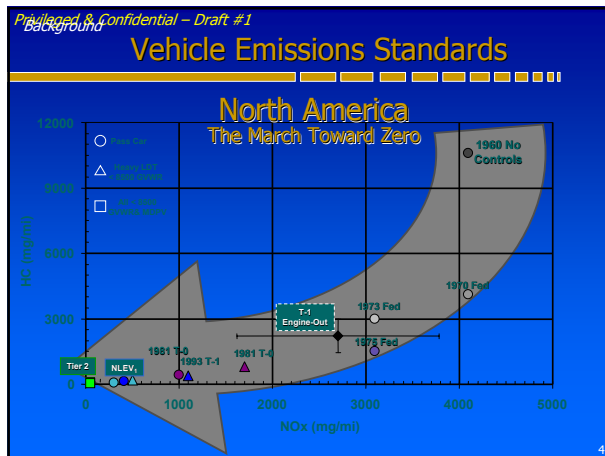 Privileged & Confidential – Draft #1
Background
Vehicle Emissions Standards
North America
The March Toward Zero
12000
9000
6000
3000
0
HC (mg/mi)
Pass Car
Heavy LDT
1960 No
Controls
1970 Fed
1973 Fed
1975 Fed
T-1
Engine-Out
1981 T-0
1993 T-1
1981 T-0
Tier 2
NLEV1
0
1000
2000
3000
4000
5000
NOx (mg/mi)
4